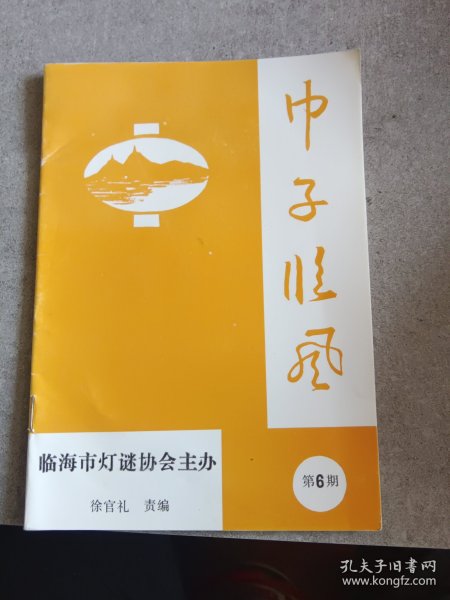 巾子临风
临海市灯谜协会主办
徐官礼 责编
第6期
孔夫子旧书网
www.kongfz.com